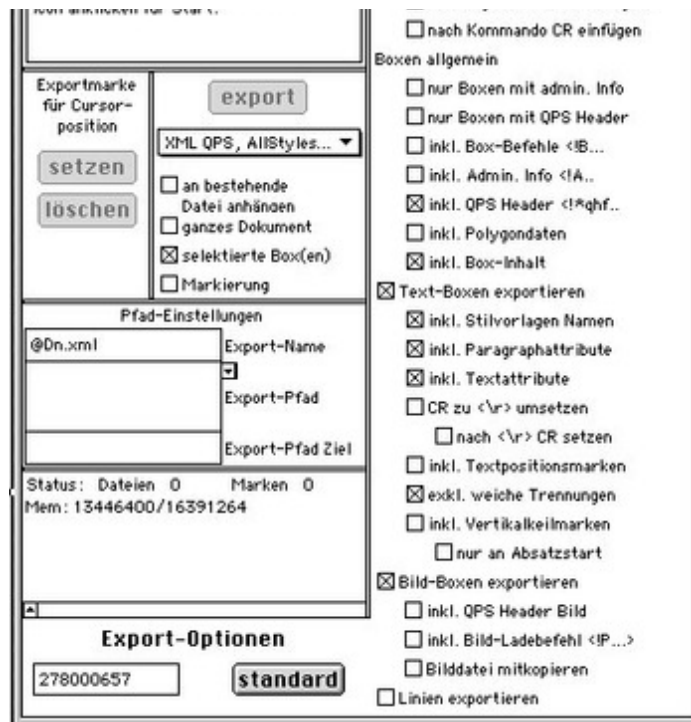 nach Kommando CR einfügen
Boxen allgemein
nur Boxen mit admin. Info
nur Boxen mit QPS Header
inkl. Box-Befehle <!B...
inkl. Admin. Info <!A..
inkl. QPS Header <!*qhf..
inkl. Polygondaten
inkl. Box-Inhalt
Text-Boxen exportieren
inkl. Stilvorlagen Namen
inkl. Paragraphattribute
inkl. Textattribute
CR zu <\r> umsetzen
nach <\r> CR setzen
inkl. Textpositionsmarken
exkl. weiche Trennungen
inkl. Vertikalkeilmarken
nur an Absatzstart
Bild-Boxen exportieren
inkl. QPS Header Bild
inkl. Bild-Ladebefehl <!P...>
Bilddatei mitkopieren
Linien exportieren
Icon anklicken für Start.
Exportmarke
für Cursor-
position
setzen
löschen
export
XML QPS, AllStyles...
an bestehende
Datei anhängen
ganzes Dokument
selektierte Box(en)
Markierung
Pfad-Einstellungen
@Dn.xml
Export-Name
Export-Pfad
Export-Pfad Ziel
Status: Dateien 0 Marken 0
Mem: 13446400/16391264
Export-Optionen
278000657
standard